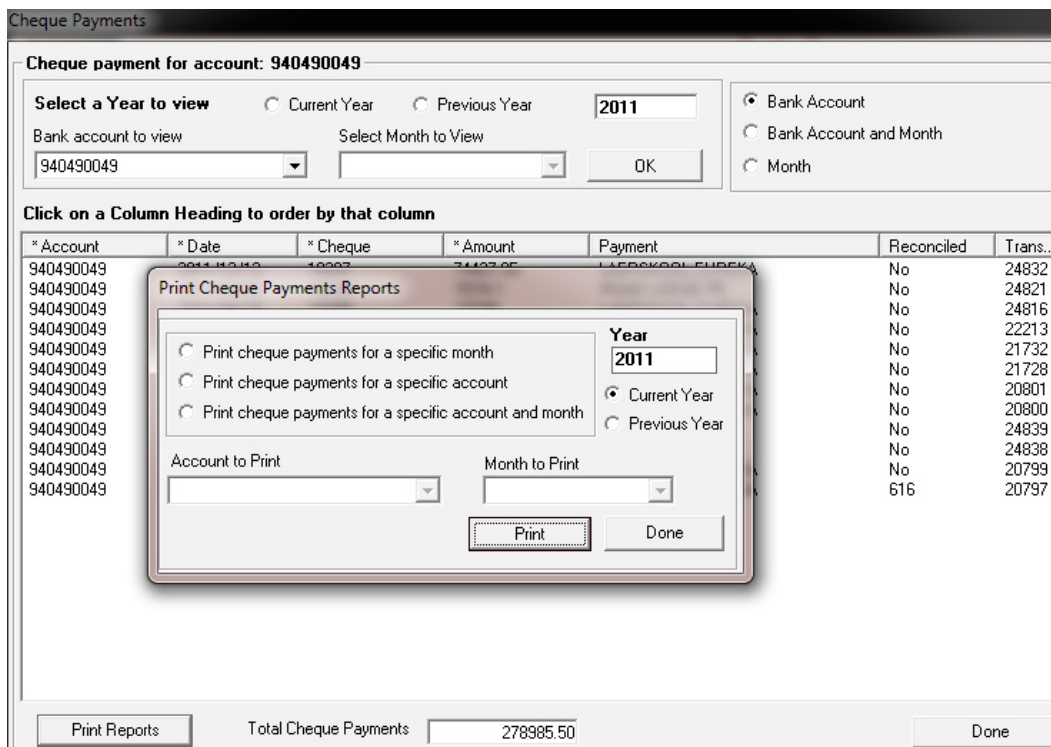 Cheque Payments
Cheque payment for account: 940490049
Select a Year to view Current Year Previous Year 2011
Bank account to view Select Month to View
940490049 OK
Bank Account
Bank Account and Month
Month
Click on a Column Heading to order by that column
* Account * Date * Cheque * Amount Payment Reconciled Trans..
940490049 No 24832
940490049 No 24821
940490049 No 24816
940490049 No 22213
940490049 No 21732
940490049 No 21728
940490049 No 20801
940490049 No 20800
940490049 No 24839
940490049 No 24838
940490049 No 20799
940490049 616 20797
Print Cheque Payments Reports
Print cheque payments for a specific month
Print cheque payments for a specific account
Print cheque payments for a specific account and month
Year
2011
Current Year
Previous Year
Account to Print Month to Print
Print Done
Print Reports Total Cheque Payments 278985.50 Done